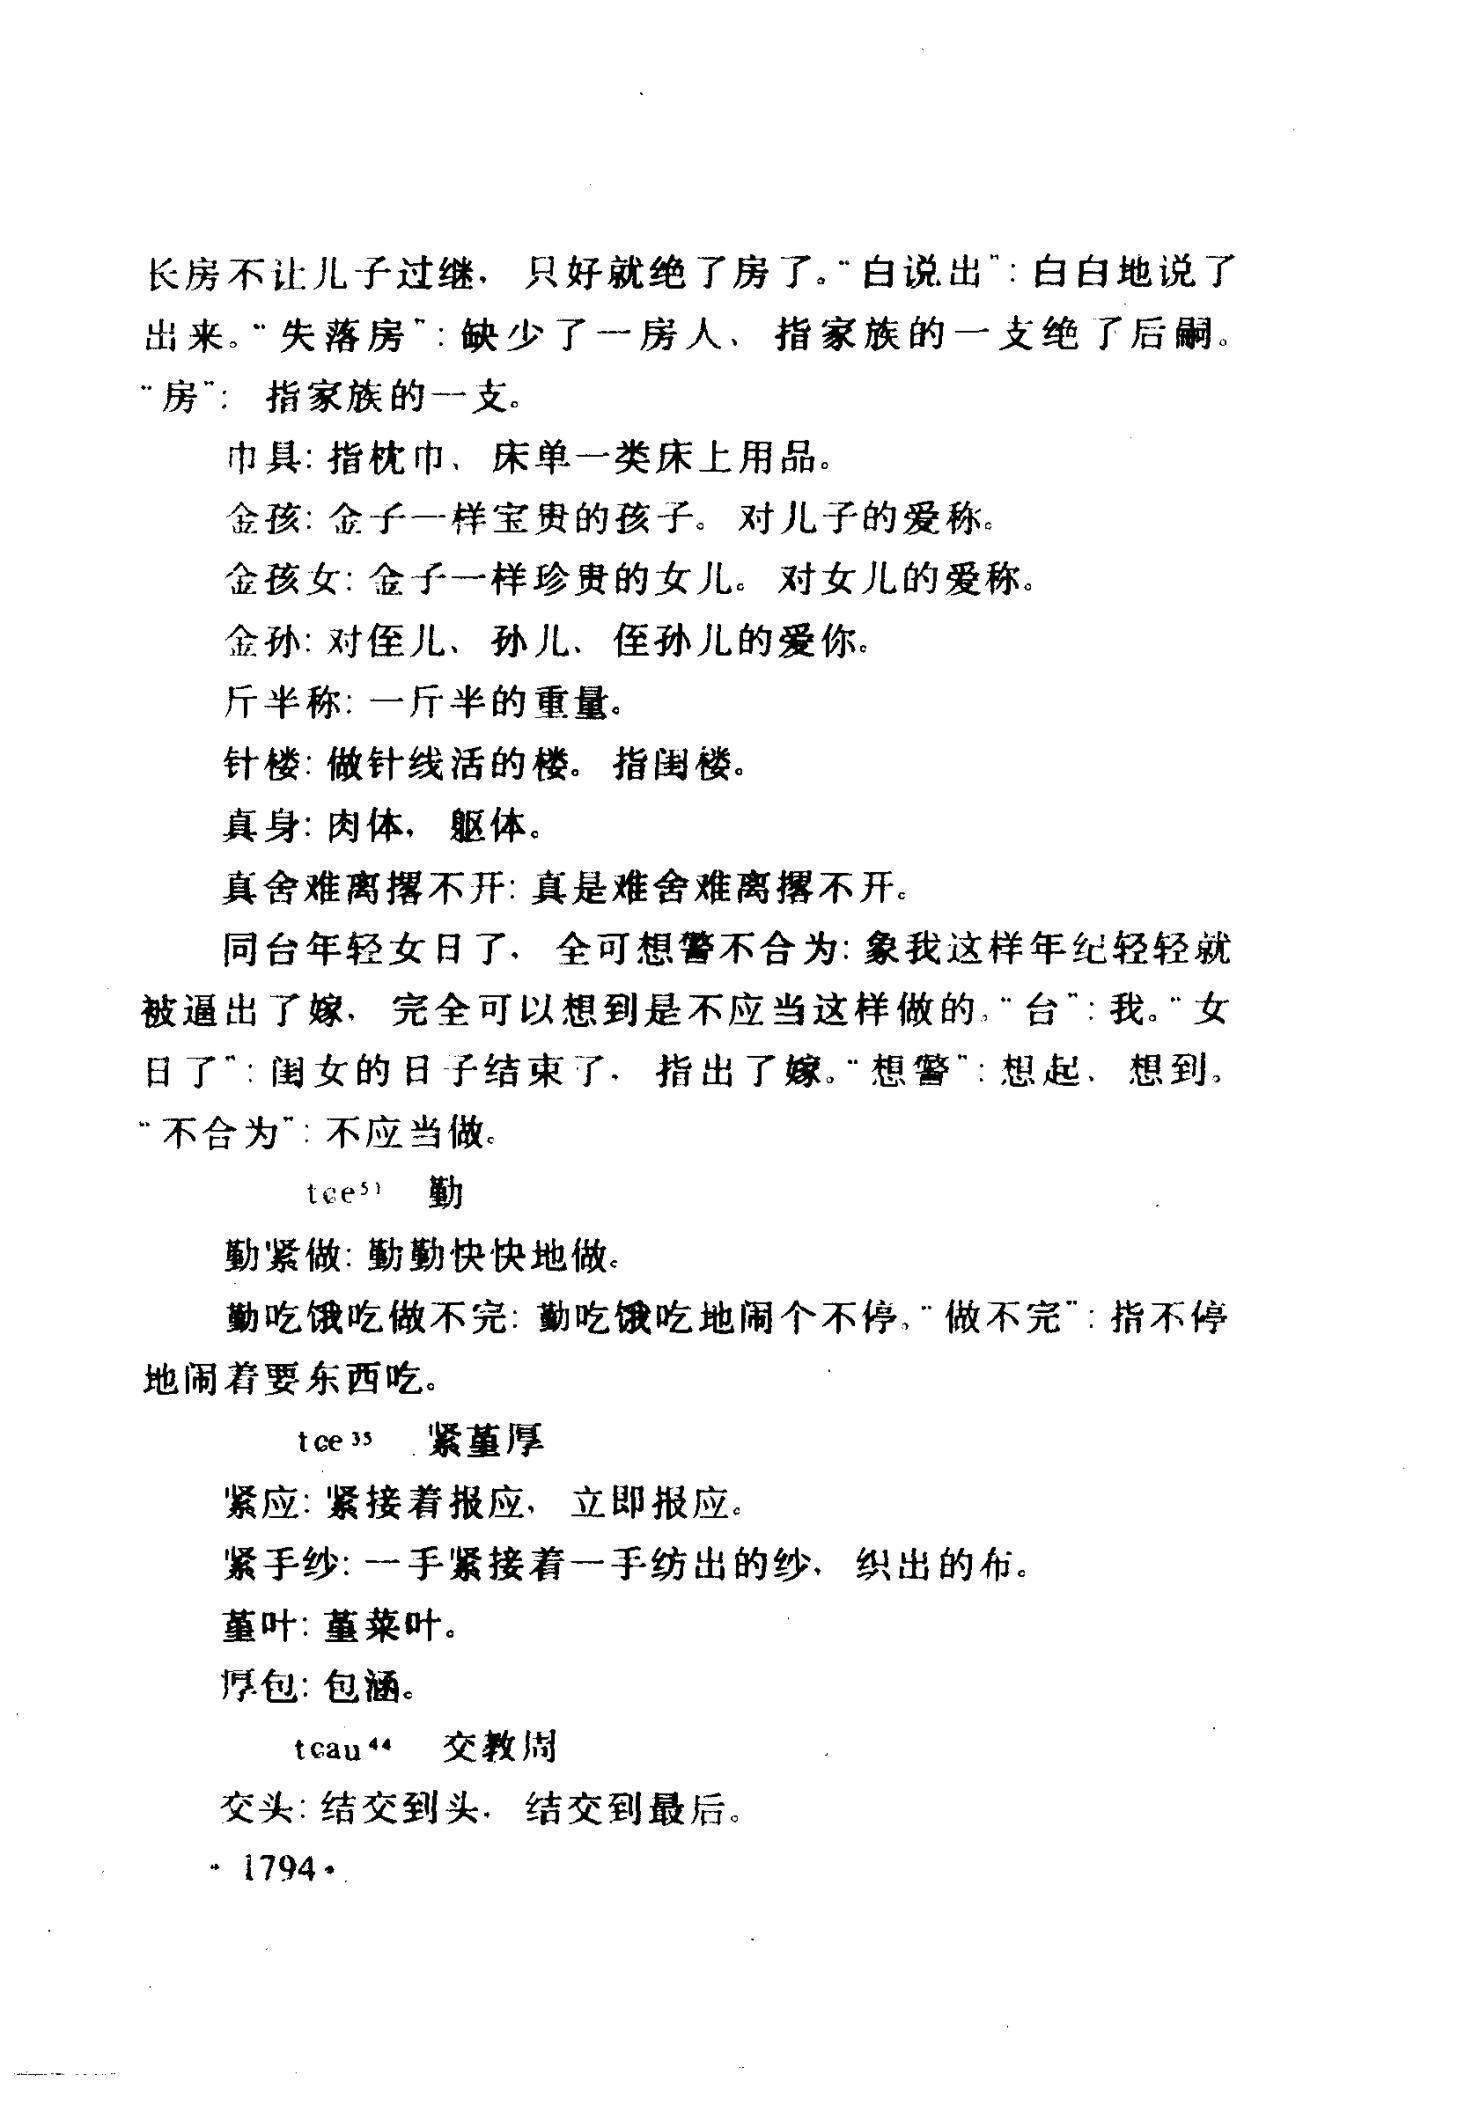 长房不让儿子过继，只好就绝了房了。“白说出”：白白地说了
出来。“失落房”：缺少了一房人、指家族的一支绝了后嗣。
“房”：指家族的一支。
巾具：指枕巾、床单一类床上用品。
金孩：金子一样宝贵的孩子。对儿子的爱称。
金孩女：金子一样珍贵的女儿。对女儿的爱称。
金孙：对侄儿、孙儿、侄孙儿的爱你。
斤半称：一斤半的重量。
针楼：做针线活的楼。指闺楼。
真身：肉体，躯体。
真舍难离撂不开：真是难舍难离撂不开。
同台年轻女日了，全可想警不合为：象我这样年纪轻轻就
被逼出了嫁，完全可以想到是不应当这样做的。“台”：我。“女
日了”：闺女的日子结束了，指出了嫁。“想警”：想起、想到。
“不合为”：不应当做。
tɕe⁵¹ 勤
勤紧做：勤勤快快地做。
勤吃饿吃做不完：勤吃饿吃地闹个不停。“做不完”：指不停
地闹着要东西吃。
tɕe³⁵ 紧堇厚
紧应：紧接着报应，立即报应。
紧手纱：一手紧接着一手纺出的纱，织出的布。
堇叶：堇菜叶。
厚包：包涵。
tɕau⁴⁴ 交教周
交头：结交到头，结交到最后。
· 1794 ·